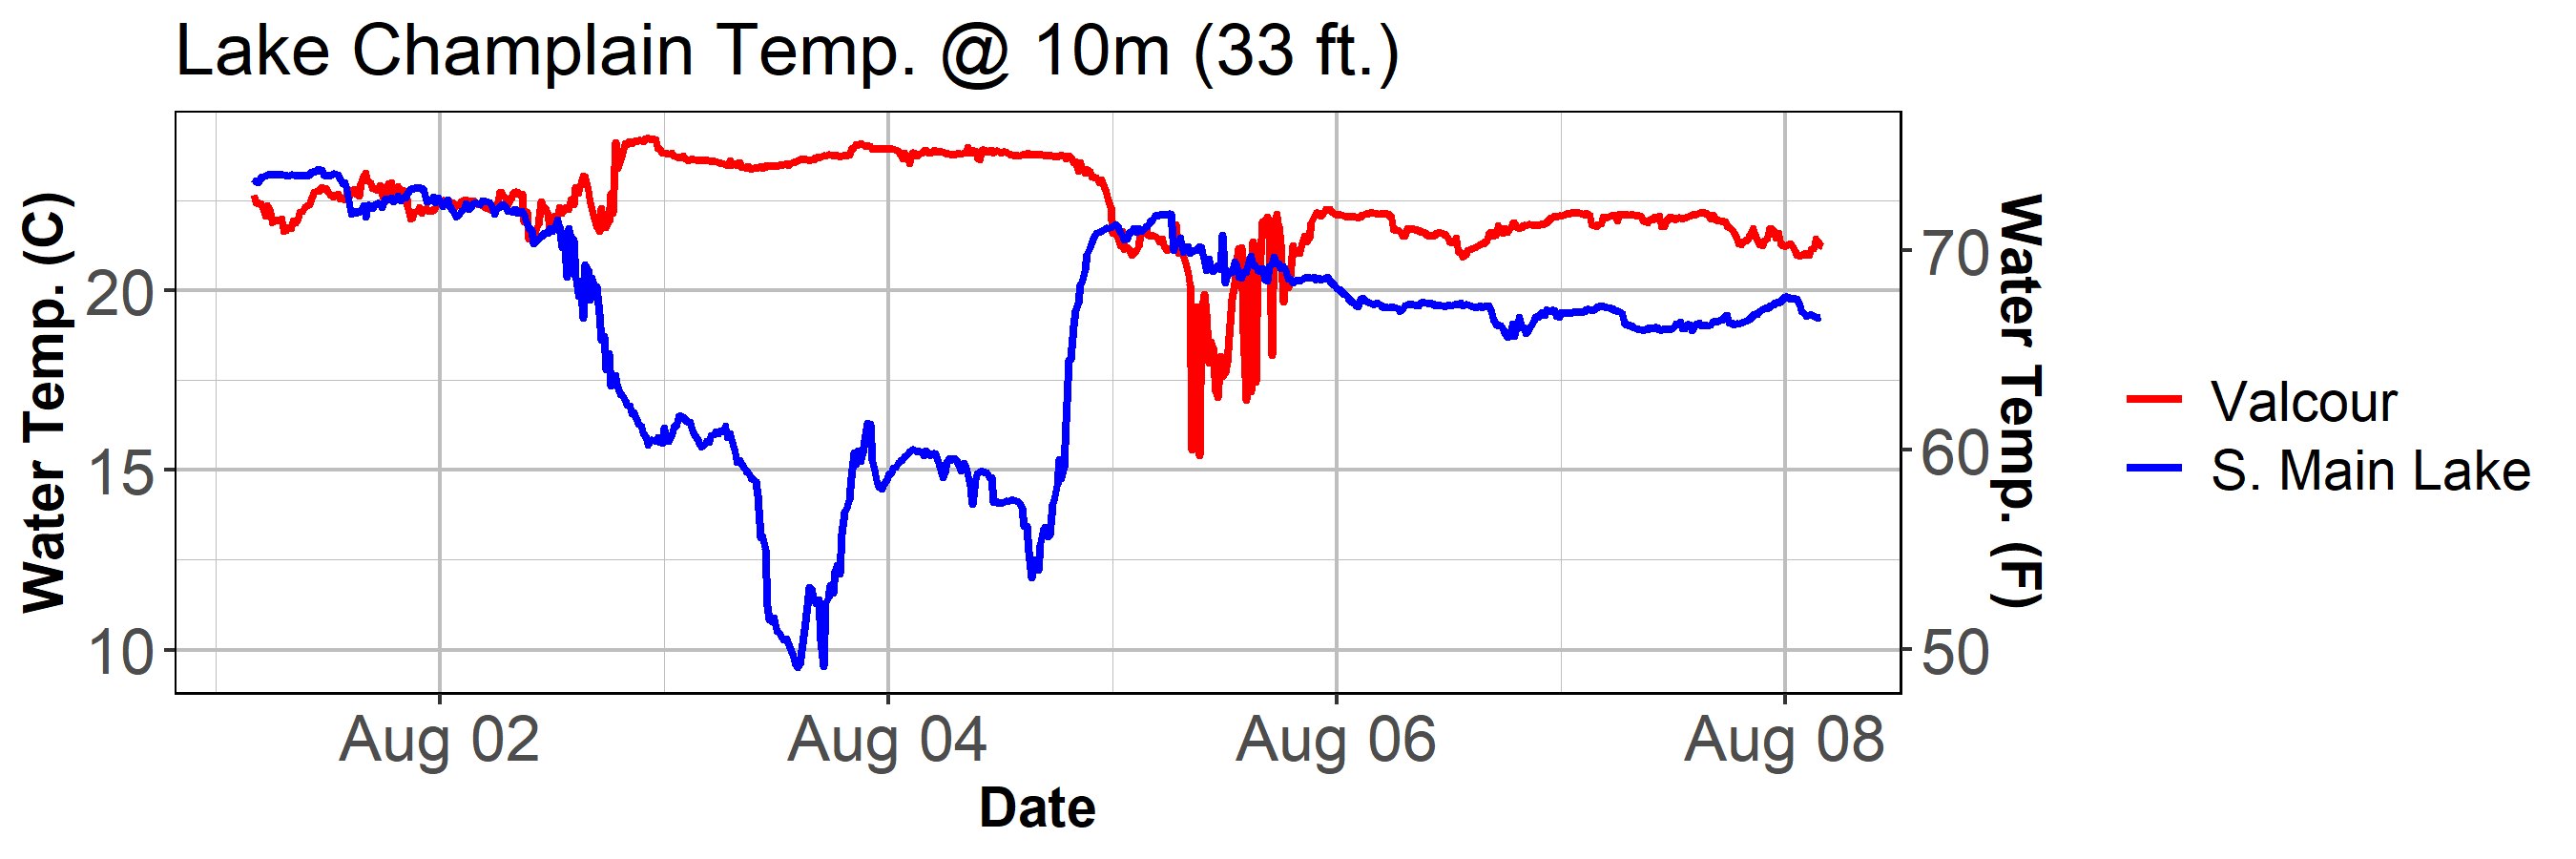 Lake Champlain Temp. @ 10m (33 ft.)
Water Temp. (C)
20
15
10
70
60
50
Water Temp. (F)
Valcour
S. Main Lake
Aug 02
Aug 04
Aug 06
Aug 08
Date